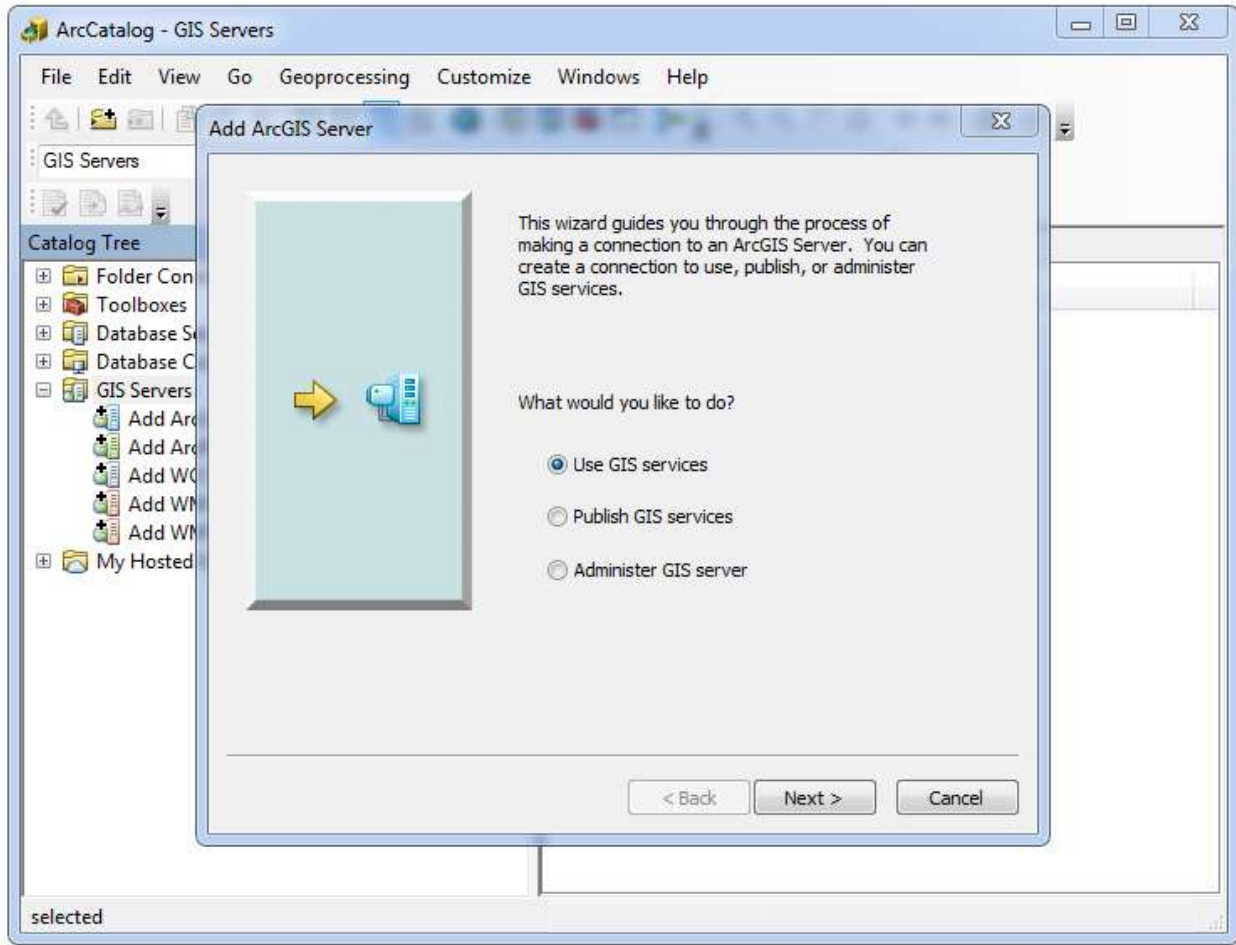 ArcCatalog - GIS Servers
File Edit View Go Geoprocessing Customize Windows Help
Add ArcGIS Server
GIS Servers
Catalog Tree
Folder Con
Toolboxes
Database
Database C
GIS Servers
Add Arc
Add Arc
Add
Add
Add
My Hosted
This wizard guides you through the process of
making a connection to an ArcGIS Server. You can
create a connection to use, publish, or administer
GIS services.
What would you like to do?
Use GIS services
Publish GIS services
Administer GIS server
< Back Next > Cancel
selected